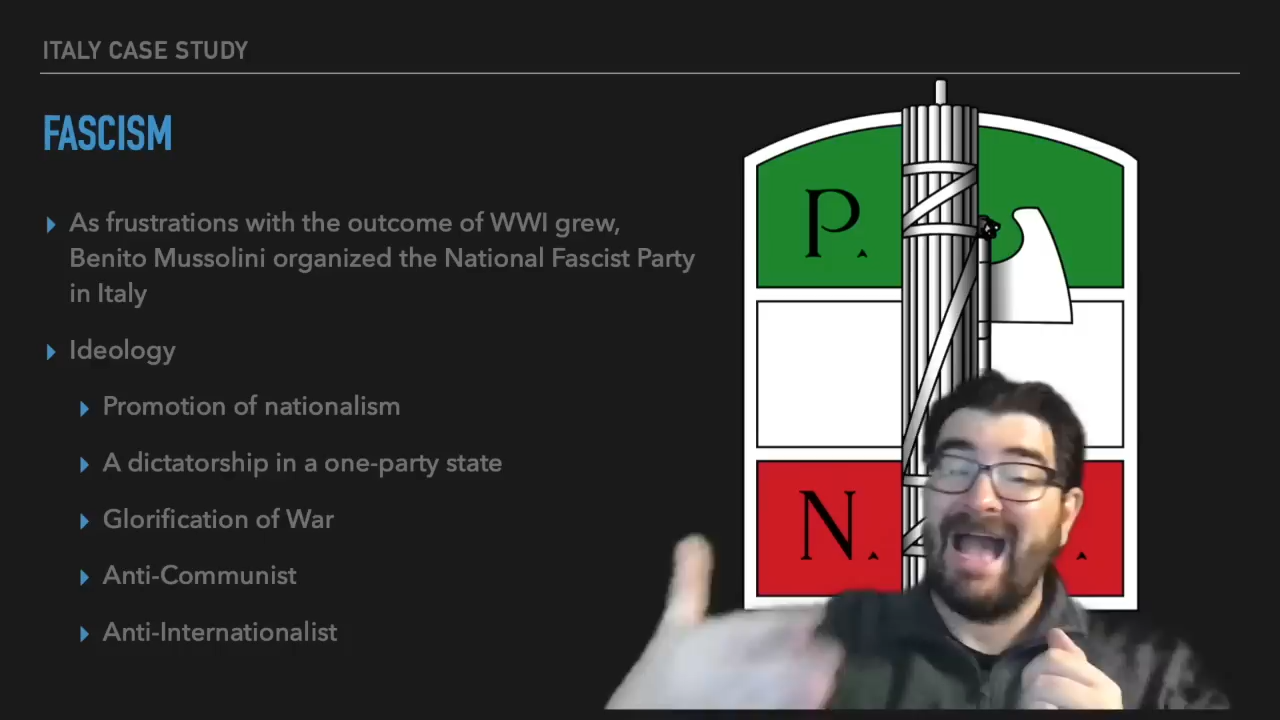 ITALY CASE STUDY
FASCISM
As frustrations with the outcome of WWI grew,
Benito Mussolini organized the National Fascist Party
in Italy
Ideology
Promotion of nationalism
A dictatorship in a one-party state
Glorification of War
Anti-Communist
Anti-Internationalist
P.
N.